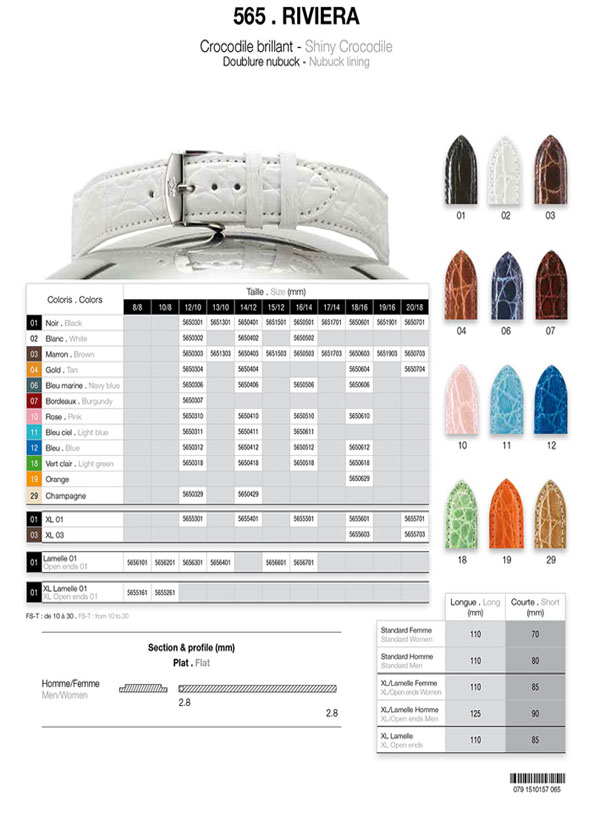 565 . RIVIERA
Crocodile brillant - Shiny Crocodile
Doublure nubuck - Nubuck lining
01 02 03
04 06 07
10 11 12
18 19 29
Coloris . Colors
Taille . Size (mm)
8/8 10/8 12/10 13/10 14/12 15/12 16/14 17/14 18/16 19/16 20/18
01 Noir . Black 5650301 5651301 5650401 5651501 5650501 5651701 5650601 5651901 5650701
02 Blanc . White 5650302 5650402 5650502
03 Marron . Brown 5650303 5651303 5650403 5651503 5650503 5651703 5650603 5651903 5650703
04 Gold . Tan 5650304 5650404 5650604 5650704
06 Bleu marine . Navy blue 5650306 5650406 5650506 5650606
07 Bordeaux . Burgundy 5650307
10 Rose . Pink 5650310 5650410 5650510 5650610
11 Bleu ciel . Light blue 5650311 5650411 5650611
12 Bleu . Blue 5650312 5650412 5650512 5650612
18 Vert clair . Light green 5650318 5650418 5650518 5650618
19 Orange 5650629
29 Champagne 5650329 5650429
01 XL 01 5655301 5655401 5655501 5655601 5655701
03 XL 03 5655603 5655703
01 Lamelle 01 5656101 5656201 5656301 5656401 5656601 5656701
Open ends 01
01 XL Lamelle 01 5655161 5655261
XL Open ends 01
FS-T : de 10 à 30 . FS-T : from 10 to 30
Section & profile (mm)
Plat . Flat
Homme/Femme
Men/Women
2.8
2.8
Longue . Long (mm) Courte . Short (mm)
Standard Femme 110 70
Standard Women
Standard Homme 110 80
Standard Men
XL/Lamelle Femme 110 85
XL/Open ends Women
XL/Lamelle Homme 125 90
XL/Open ends Men
XL Lamelle 110 85
XL Open ends
079 1510157 065